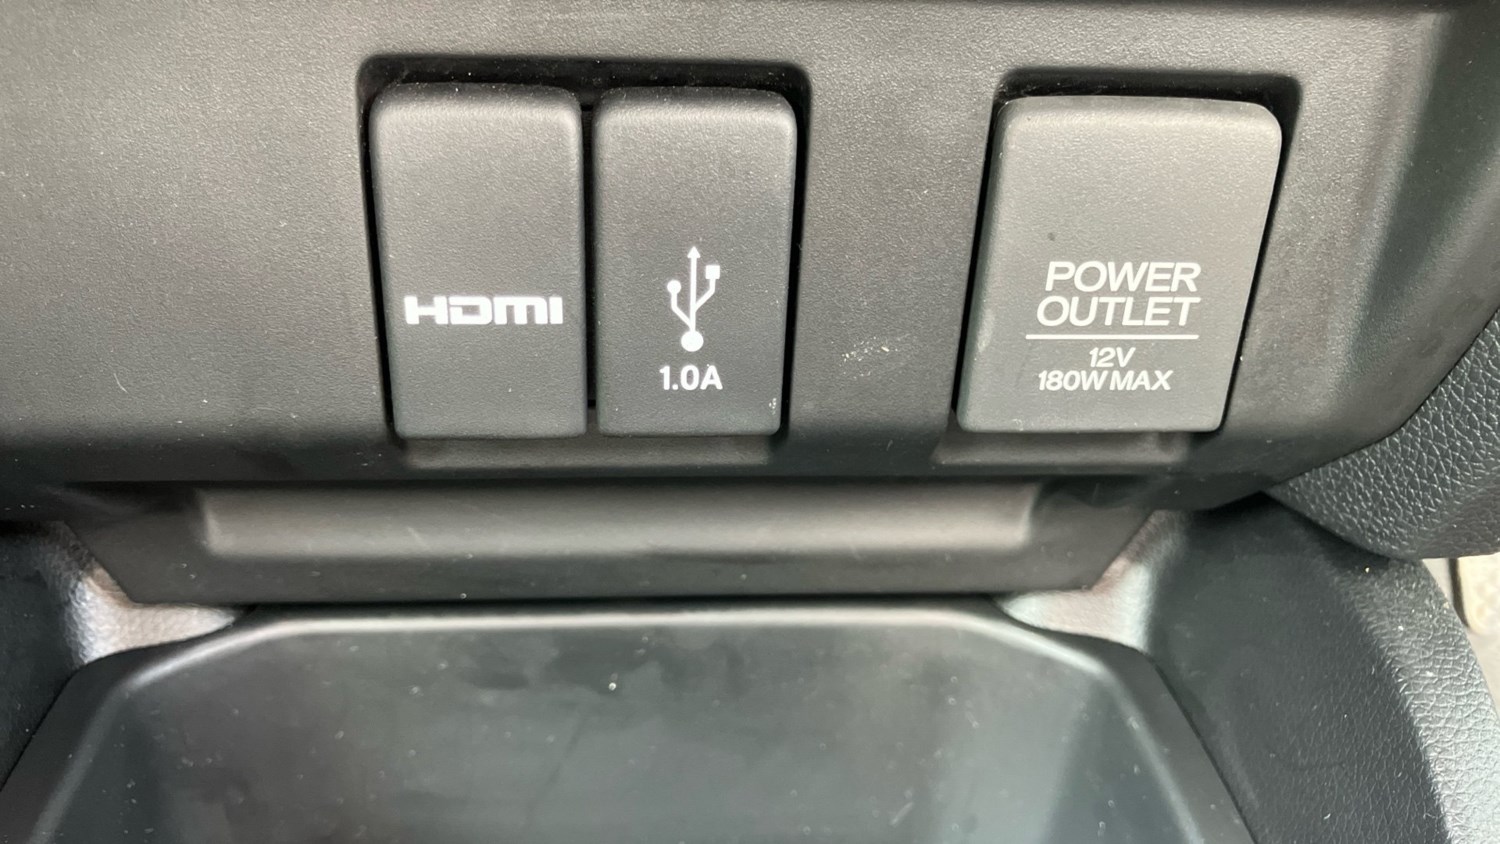 HDMI
1.0A
POWER
OUTLET
12V
180W MAX